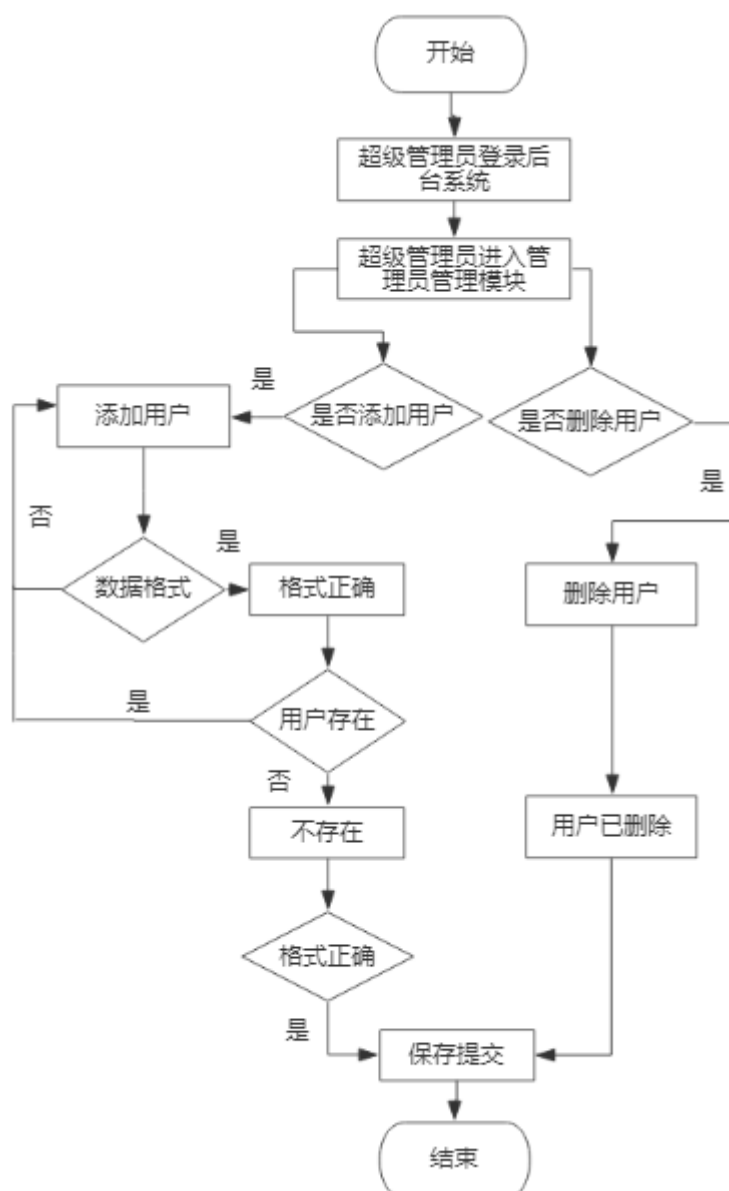 开始
超级管理员登录后
台系统
超级管理员进入管
理员管理模块
是
添加用户
是否添加用户
是否删除用户
是
否
是
数据格式
格式正确
删除用户
是
用户存在
否
不存在
用户已删除
格式正确
是
保存提交
结束